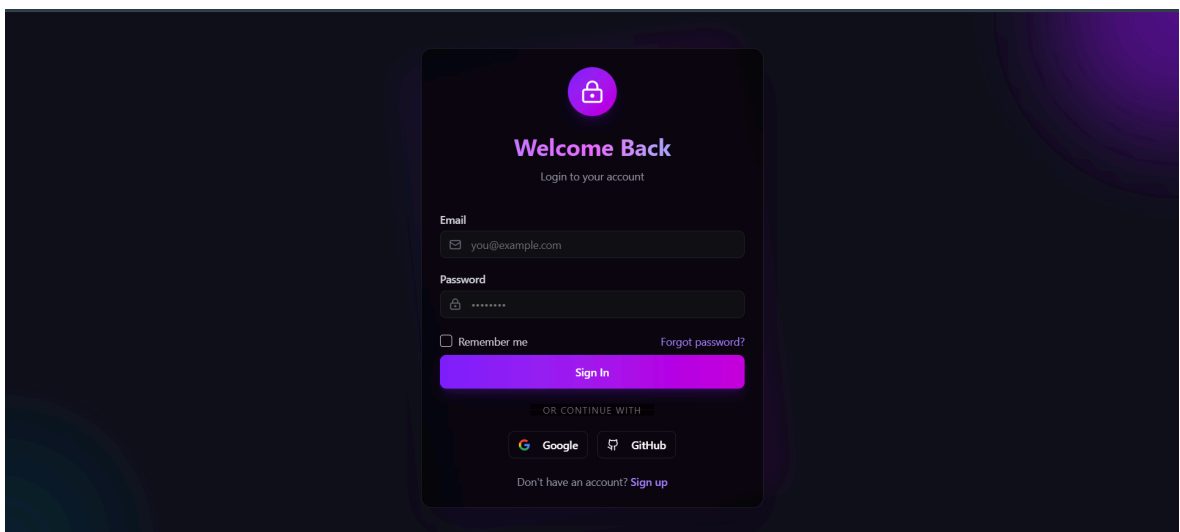 Welcome Back
Login to your account
Email
you@example.com
Password
••••••••
Remember me Forgot password?
Sign In
OR CONTINUE WITH
Google GitHub
Don't have an account? Sign up